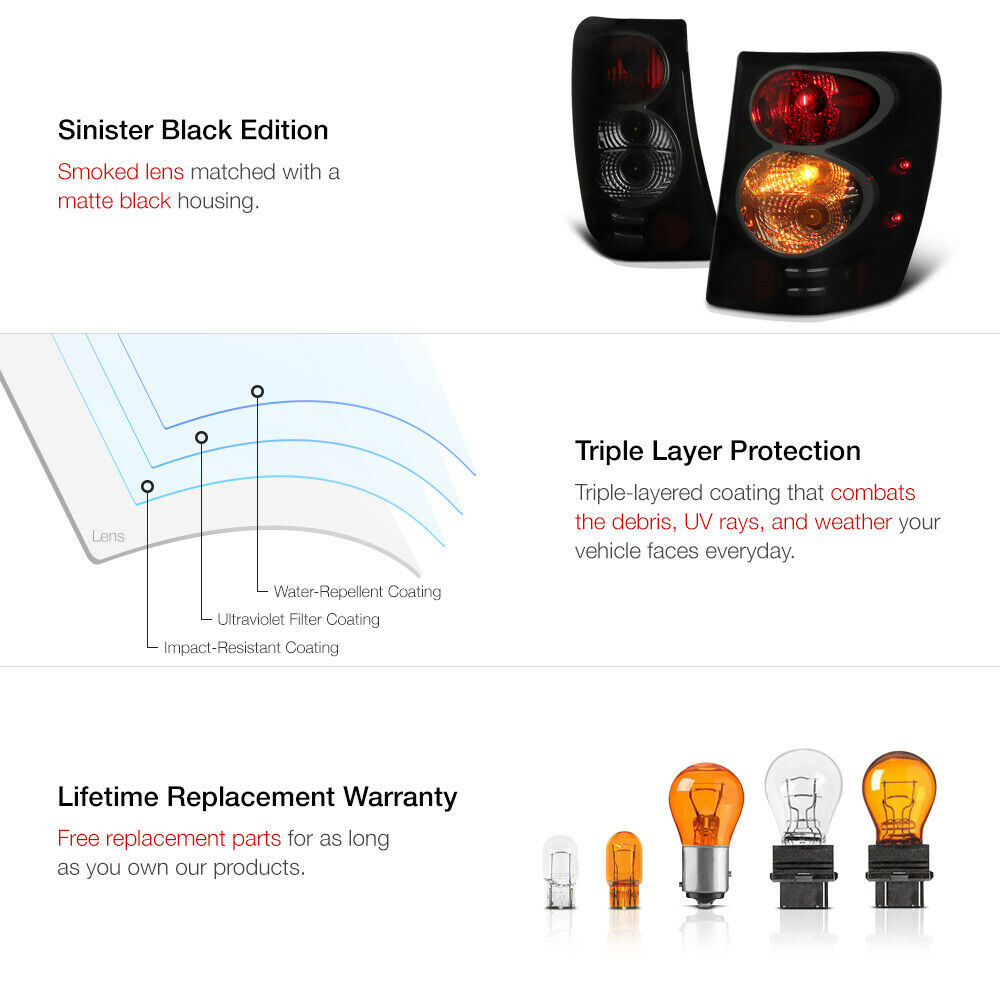 Sinister Black Edition
Smoked lens matched with a
matte black housing.
Triple Layer Protection
Triple-layered coating that combats
the debris, UV rays, and weather your
vehicle faces everyday.
Lens
Water-Repellent Coating
Ultraviolet Filter Coating
Impact-Resistant Coating
Lifetime Replacement Warranty
Free replacement parts for as long
as you own our products.